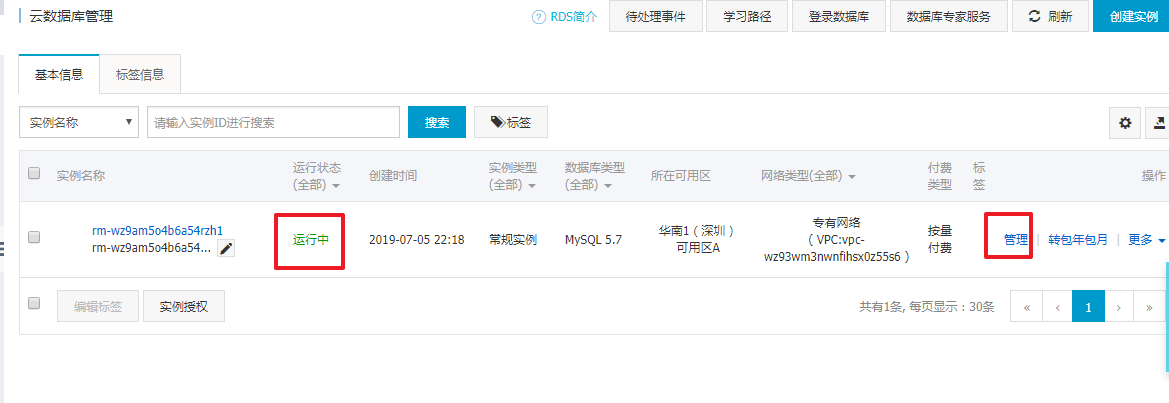 云数据库管理
RDS简介
待处理事件
学习路径
登录数据库
数据库专家服务
刷新
创建实例
基本信息
标签信息
实例名称
请输入实例ID进行搜索
搜索
标签
实例名称
运行状态
(全部)
创建时间
实例类型
(全部)
数据库类型
(全部)
所在可用区
网络类型(全部)
付费
类型
标
签
操作
rm-wz9am5o4b6a54rzh1
rm-wz9am5o4b6a54...
运行中
2019-07-05 22:18
常规实例
MySQL 5.7
华南1（深圳）
可用区A
专有网络
（VPC:vpc-
wz93wm3nwnfihsx0z55s6）
按量
付费
管理
转包年包月
更多
编辑标签
实例授权
共有1条, 每页显示：30条
«
‹
1
›
»